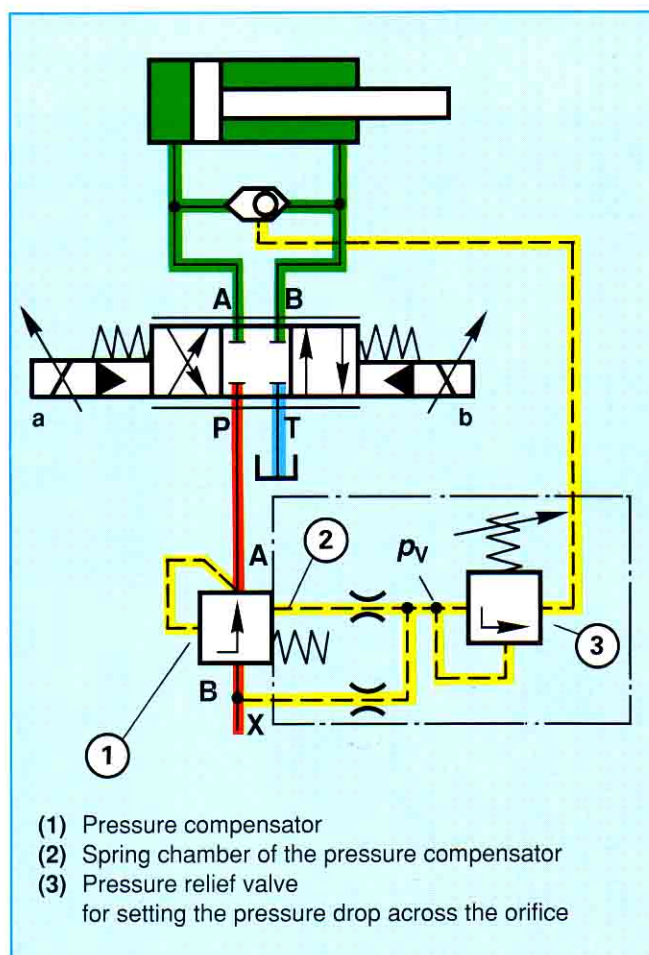 A B
a b
P T
A 2 pV
3
B
X
1
(1) Pressure compensator
(2) Spring chamber of the pressure compensator
(3) Pressure relief valve
for setting the pressure drop across the orifice